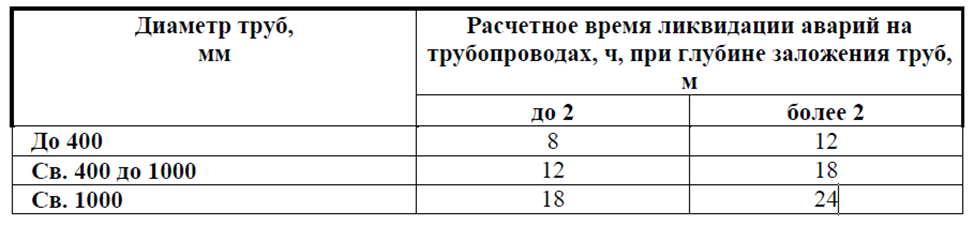 Диаметр труб,
мм
Расчетное время ликвидации аварий на
трубопроводах, ч, при глубине заложения труб,
м
до 2 более 2
До 400 8 12
Св. 400 до 1000 12 18
Св. 1000 18 24